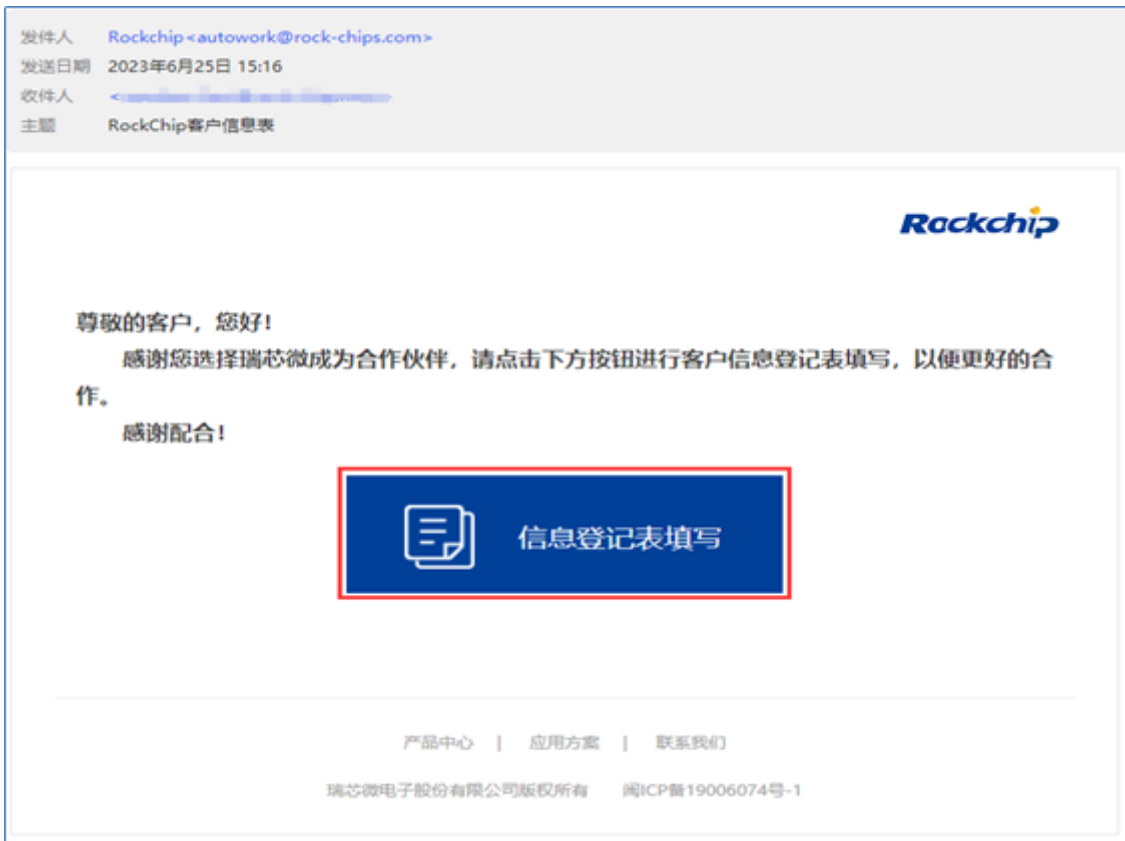 发件人 Rockchip<autowork@rock-chips.com>
发送日期 2023年6月25日 15:16
收件人
主题 RockChip客户信息表
Rockchip
尊敬的客户，您好！
感谢您选择瑞芯微成为合作伙伴，请点击下方按钮进行客户信息登记表填写，以便更好的合
作。
感谢配合！
信息登记表填写
产品中心 | 应用方案 | 联系我们
瑞芯微电子股份有限公司版权所有 闽ICP备19006074号-1